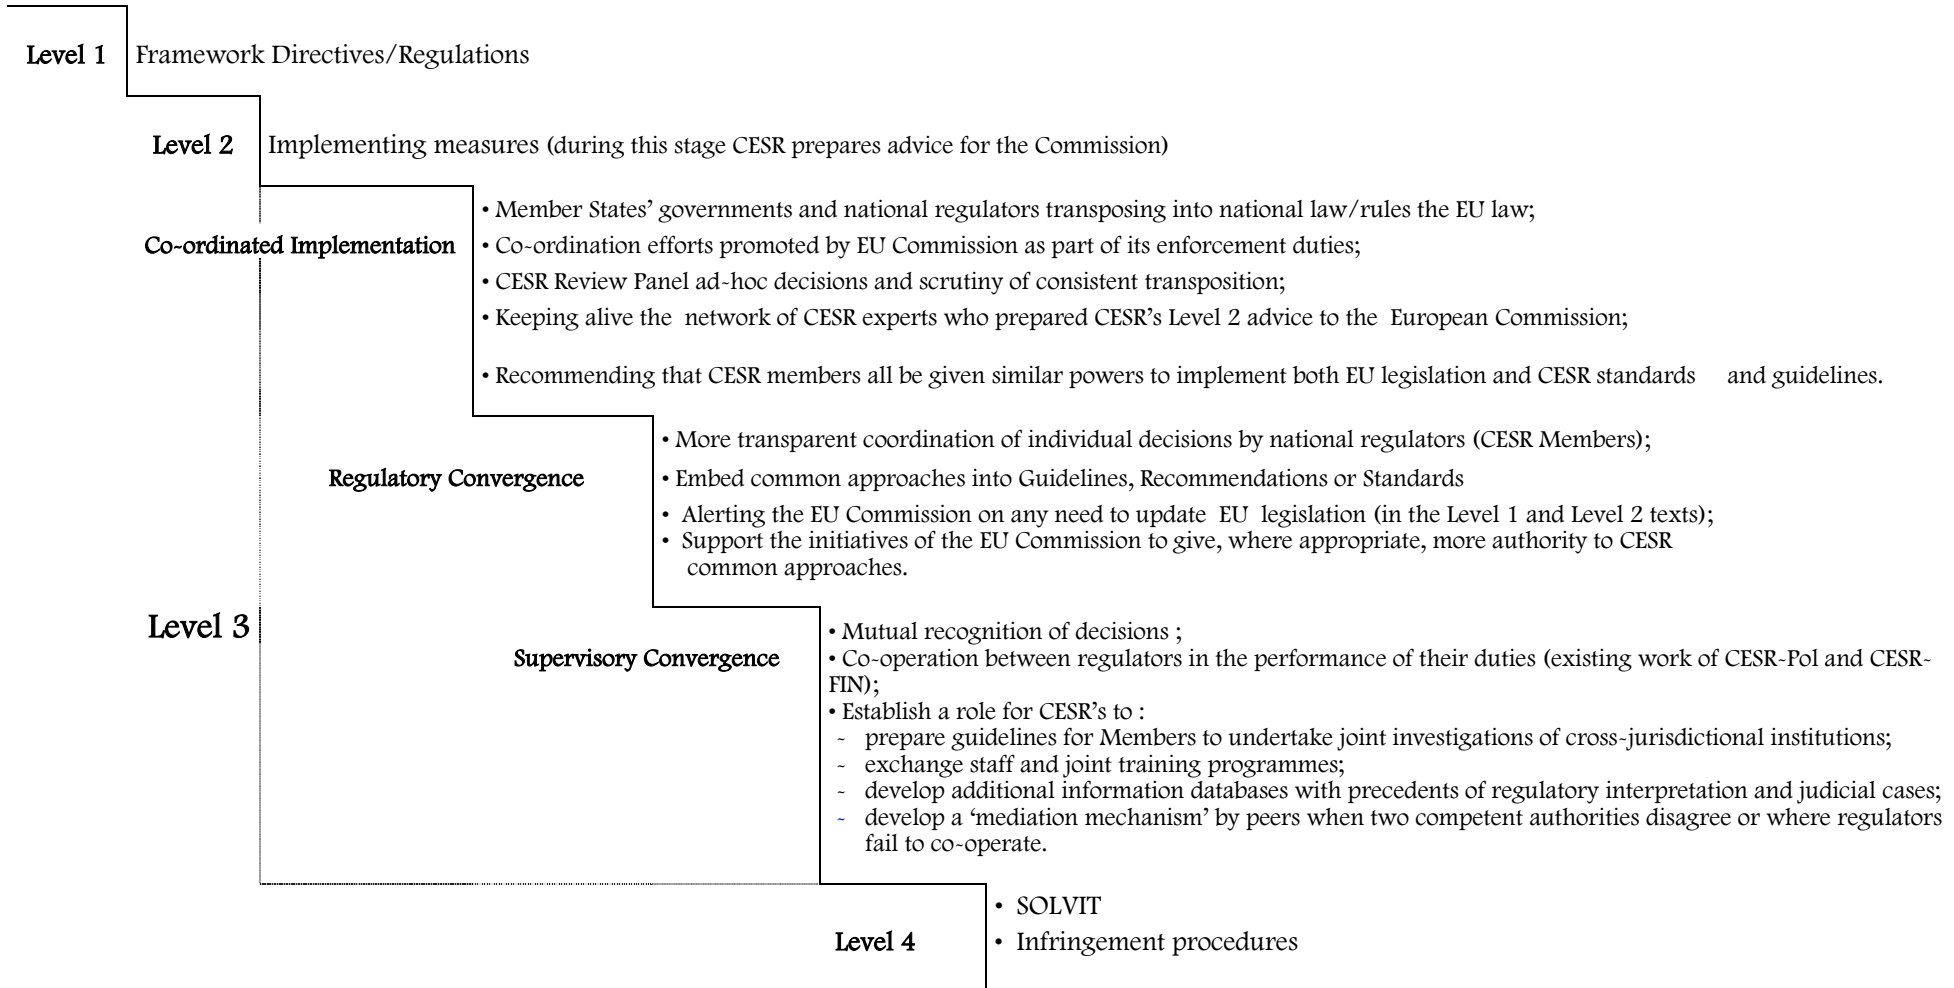 Level 1
Framework Directives/Regulations
Level 2
Implementing measures (during this stage CESR prepares advice for the Commission)
Co-ordinated Implementation
• Member States’ governments and national regulators transposing into national law/rules the EU law;
• Co-ordination efforts promoted by EU Commission as part of its enforcement duties;
• CESR Review Panel ad-hoc decisions and scrutiny of consistent transposition;
• Keeping alive the network of CESR experts who prepared CESR’s Level 2 advice to the European Commission;
• Recommending that CESR members all be given similar powers to implement both EU legislation and CESR standards and guidelines.
Regulatory Convergence
• More transparent coordination of individual decisions by national regulators (CESR Members);
• Embed common approaches into Guidelines, Recommendations or Standards
• Alerting the EU Commission on any need to update EU legislation (in the Level 1 and Level 2 texts);
• Support the initiatives of the EU Commission to give, where appropriate, more authority to CESR
common approaches.
Level 3
Supervisory Convergence
• Mutual recognition of decisions ;
• Co-operation between regulators in the performance of their duties (existing work of CESR-Pol and CESR-
FIN);
• Establish a role for CESR’s to :
- prepare guidelines for Members to undertake joint investigations of cross-jurisdictional institutions;
- exchange staff and joint training programmes;
- develop additional information databases with precedents of regulatory interpretation and judicial cases;
- develop a ‘mediation mechanism’ by peers when two competent authorities disagree or where regulators
fail to co-operate.
Level 4
• SOLVIT
• Infringement procedures